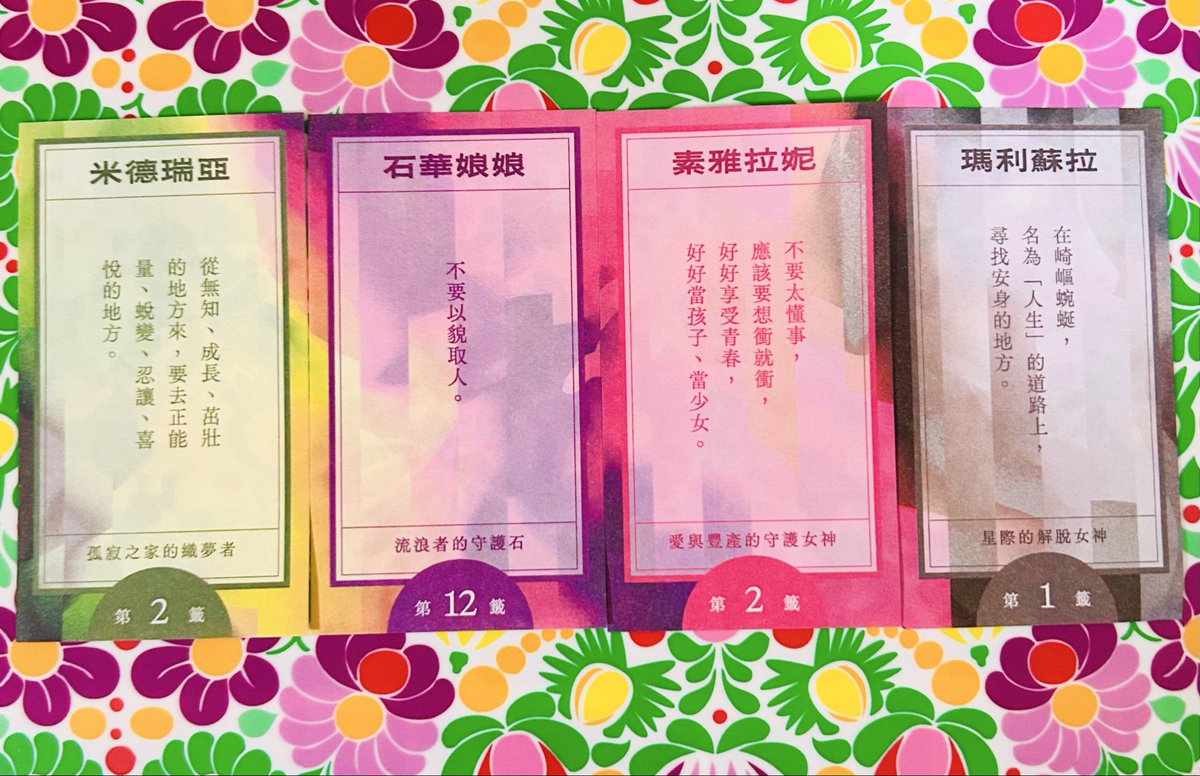 米德瑞亞
從無知、成長、茁壯
的地方來，要去正能
量、蛻變、忍讓、喜
悅的地方。
孤寂之家的織夢者
第 2 籤
石華娘娘
不要以貌取人。
流浪者的守護石
第 12 籤
素雅拉妮
不要太懂事，
應該要想衝就衝，
好好享受青春，
好好當孩子、當少女。
愛與豐產的守護女神
第 2 籤
瑪利蘇拉
在崎嶇蜿蜒，
名為「人生」的道路上，
尋找安身的地方。
星際的解脫女神
第 1 籤